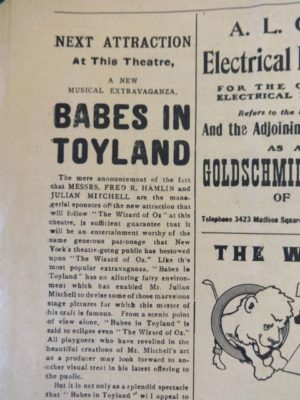 NEXT ATTRACTION
At This Theatre,
A NEW
MUSICAL EXTRAVAGANZA,
BABES IN
TOYLAND
The mere announcement of the fact
that MESSRS. FRED R. HAMLIN and
JULIAN MITCHELL are the mana-
gerial sponsors of the new attraction that
will follow "The Wizard of Oz" at this
theatre, is sufficient guarantee that it
will be an entertainment worthy of the
same generous patronage that New
York's theatre-going public has bestowed
upon "The Wizard of Oz." Like this
most popular extravaganza, "Babes in
Toyland" has an alluring fairy environ-
ment which has enabled Mr. Julian
Mitchell to devise some of those marvelous
stage pictures for which this master of
his craft is famous. From a scenic point
of view alone, "Babes in Toyland" is
said to eclipse even "The Wizard of Oz."
All playgoers who have revelled in the
beautiful creations of Mr. Mitchell's art
as a producer may look forward to an-
other visual treat in his latest offering to
the public.
But it is not only as a splendid spectacle
that "Babes in Toyland" will appeal to
A. L.
Electrical
FOR THE
ELECTRICAL
Refers to the
And the Adjoining
AS A
GOLDSCHMID
OF
Telephone 3423 Madison Square
THE W